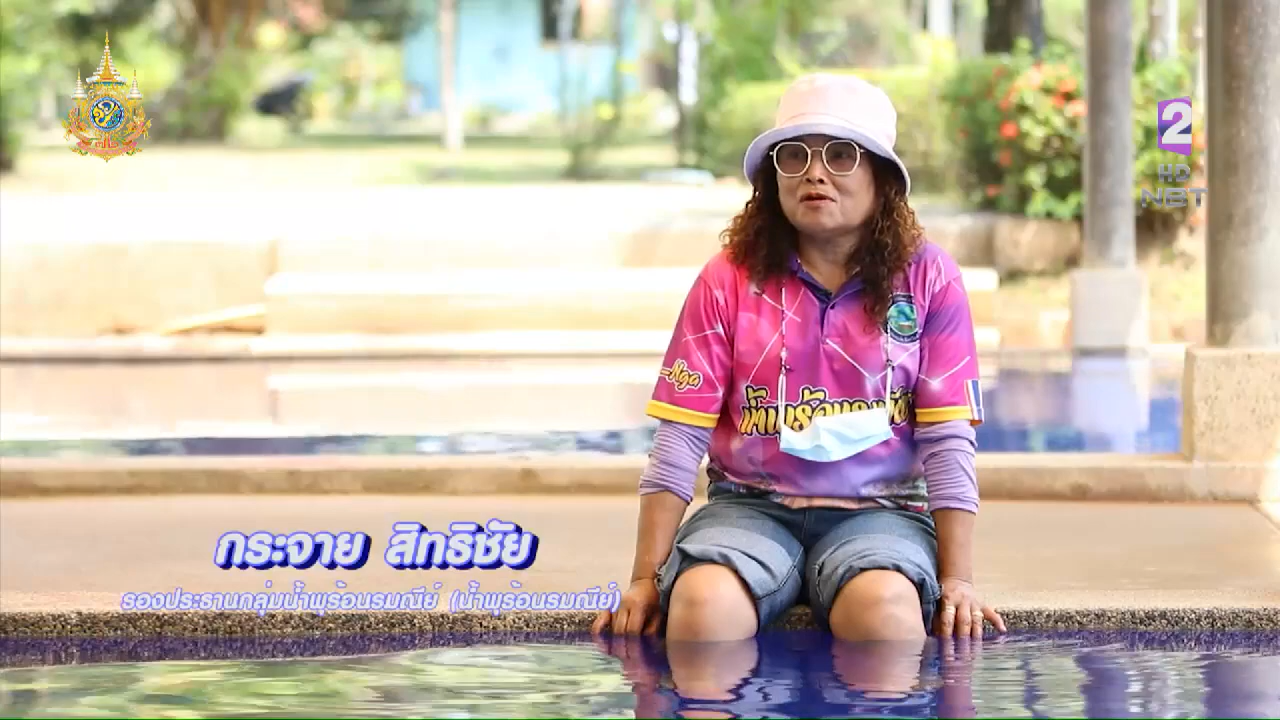 2
HD
NBT
-Nga
กระจาย สิทธิชัย
รองประธานกลุ่มน้ำพุร้อนรมณีย์ (น้ำพุร้อนรมณีย์)